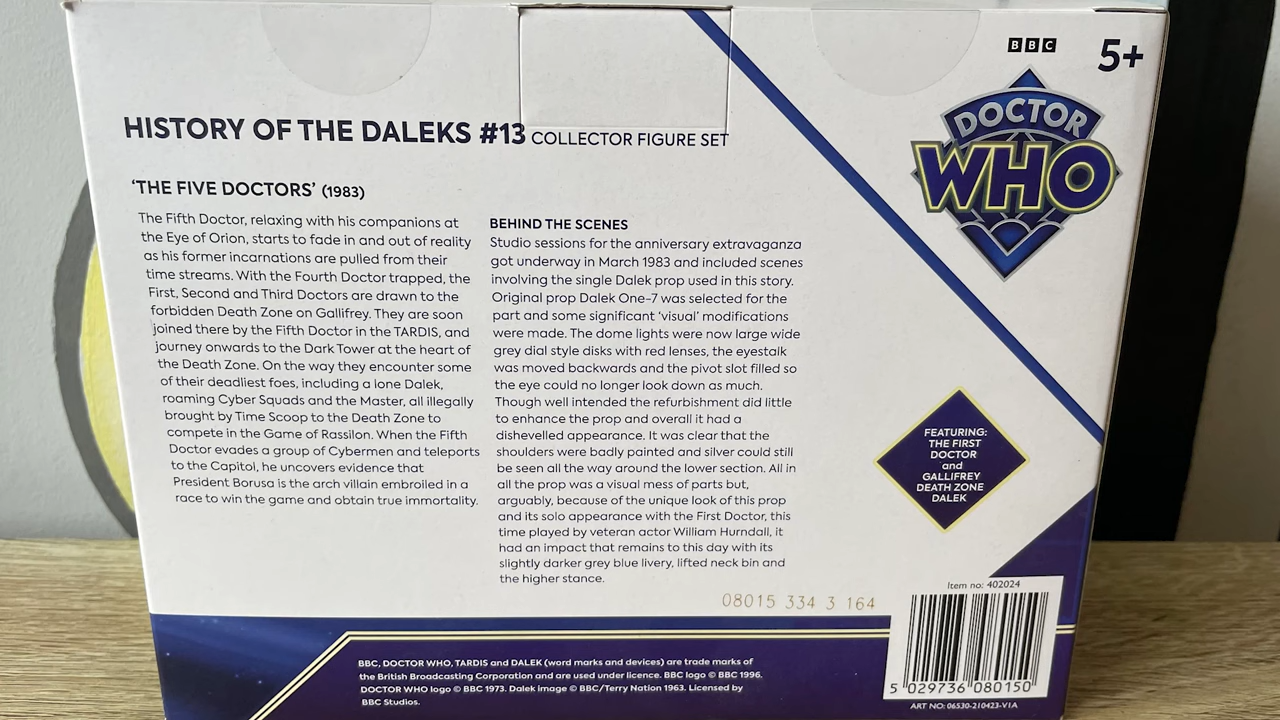 BBC
5+
DOCTOR
WHO
HISTORY OF THE DALEKS #13 COLLECTOR FIGURE SET
‘THE FIVE DOCTORS’ (1983)
The Fifth Doctor, relaxing with his companions at
the Eye of Orion, starts to fade in and out of reality
as his former incarnations are pulled from their
time streams. With the Fourth Doctor trapped, the
First, Second and Third Doctors are drawn to the
forbidden Death Zone on Gallifrey. They are soon
joined there by the Fifth Doctor in the TARDIS, and
journey onwards to the Dark Tower at the heart of
the Death Zone. On the way they encounter some
of their deadliest foes, including a lone Dalek,
roaming Cyber Squads and the Master, all illegally
brought by Time Scoop to the Death Zone to
compete in the Game of Rassilon. When the Fifth
Doctor evades a group of Cybermen and teleports
to the Capitol, he uncovers evidence that
President Borusa is the arch villain embroiled in a
race to win the game and obtain true immortality.
BEHIND THE SCENES
Studio sessions for the anniversary extravaganza
got underway in March 1983 and included scenes
involving the single Dalek prop used in this story.
Original prop Dalek One-7 was selected for the
part and some significant ‘visual’ modifications
were made. The dome lights were now large wide
grey dial style disks with red lenses, the eyestalk
was moved backwards and the pivot slot filled so
the eye could no longer look down as much.
Though well intended the refurbishment did little
to enhance the prop and overall it had a
dishevelled appearance. It was clear that the
shoulders were badly painted and silver could still
be seen all the way around the lower section. All in
all the prop was a visual mess of parts but,
arguably, because of the unique look of this prop
and its solo appearance with the First Doctor, this
time played by veteran actor William Hurndall, it
had an impact that remains to this day with its
slightly darker grey blue livery, lifted neck bin and
the higher stance.
FEATURING:
THE FIRST
DOCTOR
and
GALLIFREY
DEATH ZONE
DALEK
08015 334 3 164
Item no: 402024
5 029736 080150
ART NO: 06530-210423-V1A
BBC, DOCTOR WHO, TARDIS and DALEK (word marks and devices) are trade marks of
the British Broadcasting Corporation and are used under licence. BBC logo © BBC 1996.
DOCTOR WHO logo © BBC 1973. Dalek image © BBC/Terry Nation 1963. Licensed by
BBC Studios.